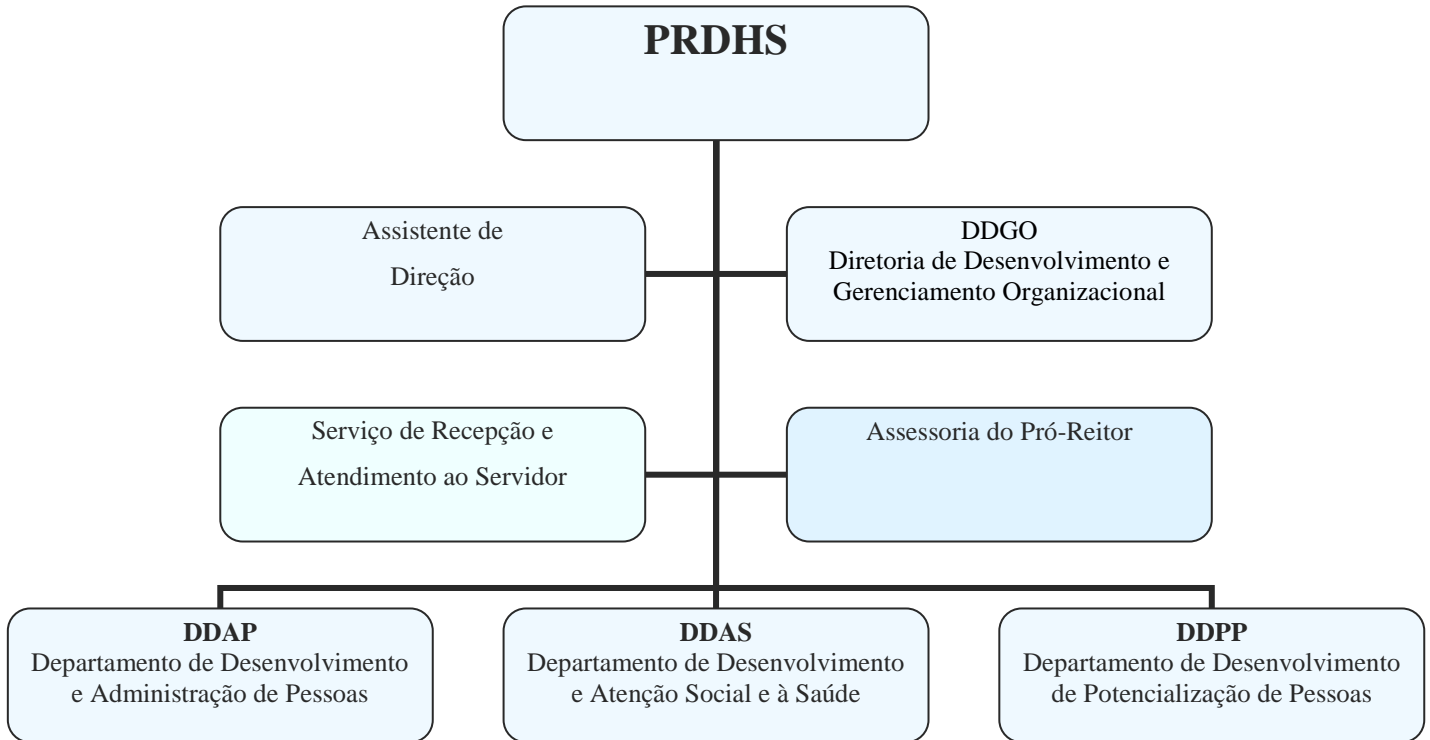 PRDHS
Assistente de
Direção
DDGO
Diretoria de Desenvolvimento e
Gerenciamento Organizacional
Serviço de Recepção e
Atendimento ao Servidor
Assessoria do Pró-Reitor
DDAP
Departamento de Desenvolvimento
e Administração de Pessoas
DDAS
Departamento de Desenvolvimento
e Atenção Social e à Saúde
DDPP
Departamento de Desenvolvimento
de Potencialização de Pessoas